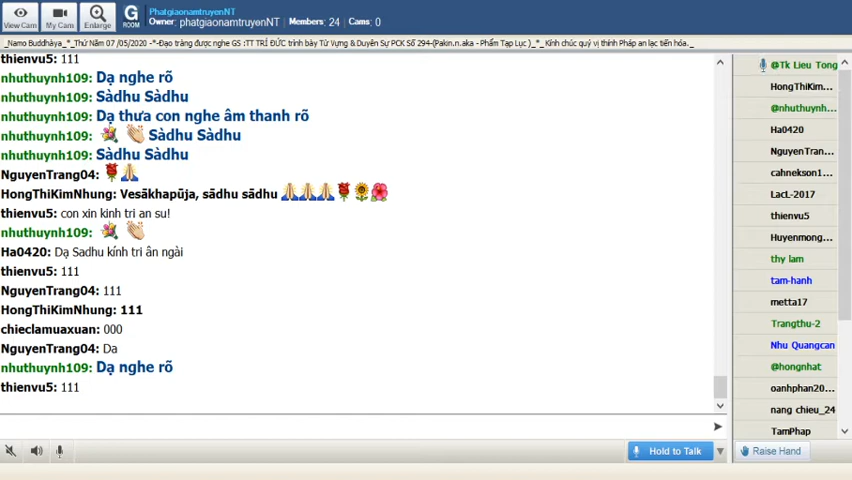 PhatgiaonamtruyenNT
Owner: phatgiaonamtruyenNT Members: 24 Cams: 0
View Cam My Cam Enlarge G ROOM
_Namo Buddhàya_*_Thứ Năm 07 /05/2020 -*-Đạo tràng được nghe GS :TT TRÍ ĐỨC trình bày Tứ Vựng & Duyên Sự PCK Số 294-(Pakin.n.aka - Phẩm Tạp Lục )_*_ Kính chúc quý vị thính Pháp an lạc tiến hóa._
thienvu5: 111
nhuthuynh109: Dạ nghe rõ
nhuthuynh109: Sàdhu Sàdhu
nhuthuynh109: Dạ thưa con nghe âm thanh rõ
nhuthuynh109: 💐 👏 Sàdhu Sàdhu
nhuthuynh109: Sàdhu Sàdhu
NguyenTrang04: 🌹🙏
HongThiKimNhung: Vesākhapūja, sādhu sādhu 🙏🙏🙏🌹🌻🌺
thienvu5: con xin kinh tri an su!
nhuthuynh109: 💐 👏
Ha0420: Dạ Sadhu kính tri ân ngài
thienvu5: 111
NguyenTrang04: 111
HongThiKimNhung: 111
chieclamuaxuan: 000
NguyenTrang04: Da
nhuthuynh109: Dạ nghe rõ
thienvu5: 111
@Tk Lieu Tong
HongThiKim...
@nhuthuynh...
Ha0420
NguyenTran...
cahnekson1...
LacL-2017
thienvu5
Huyenmong...
thy lam
tam-hanh
metta17
Trangthu-2
Nhu Quangcan
@hongnhat
oanhphan20...
nang chieu_24
TamPhap
Hold to Talk
Raise Hand